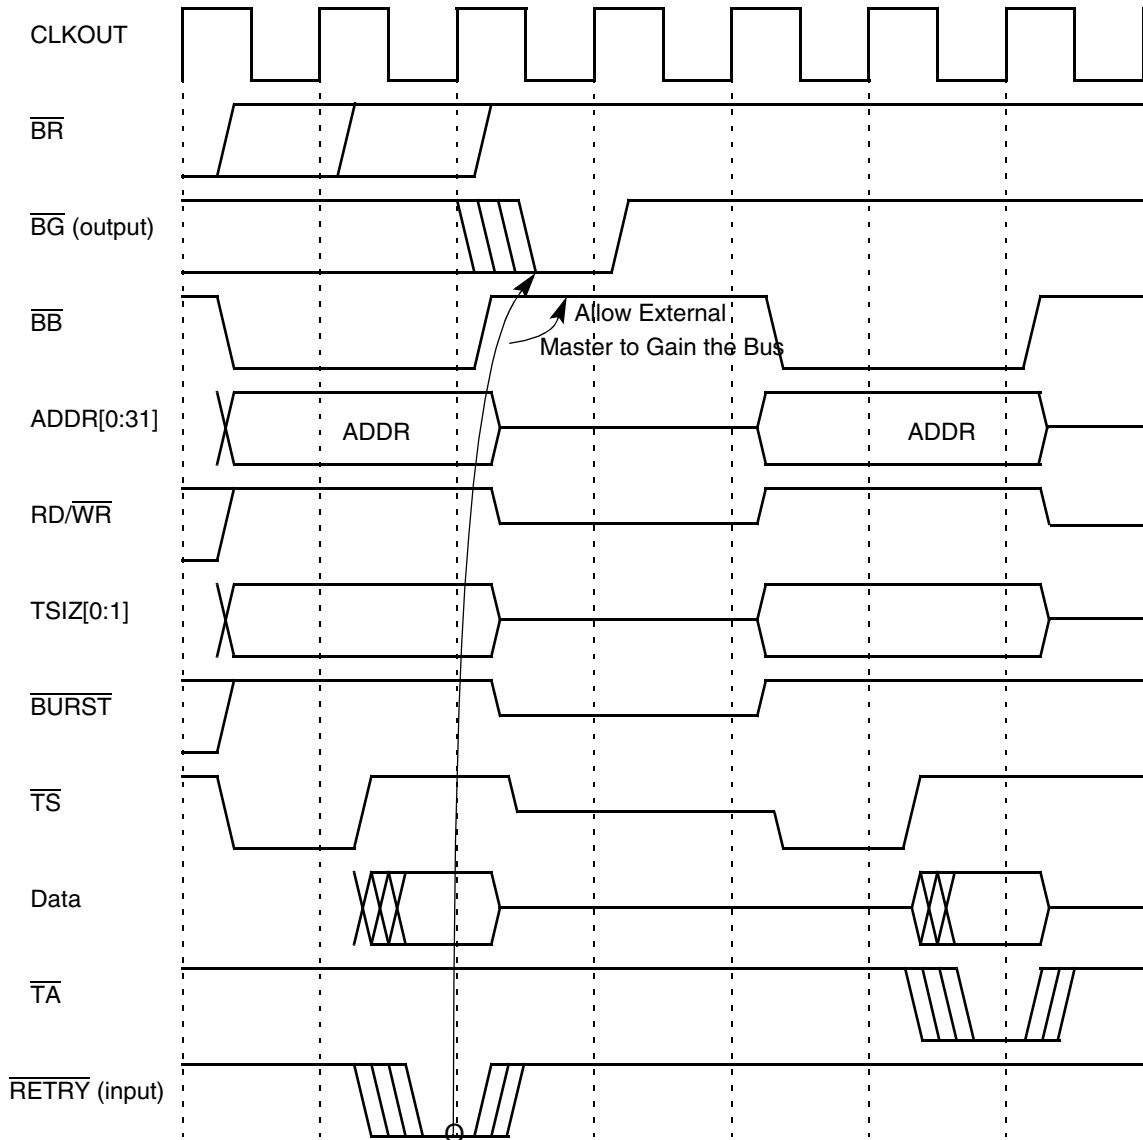 CLKOUT
BR
BG (output)
BB
Allow External
Master to Gain the Bus
ADDR[0:31]
ADDR
ADDR
RD/WR
TSIZ[0:1]
BURST
TS
Data
TA
RETRY (input)